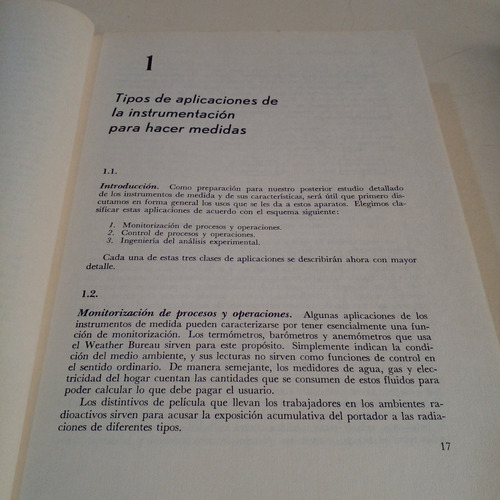 1
Tipos de aplicaciones de
la instrumentación
para hacer medidas
1.1.
Introducción. Como preparación para nuestro posterior estudio detallado
de los instrumentos de medida y de sus características, será útil que primero dis-
cutamos en forma general los usos que se les da a estos aparatos. Elegimos cla-
sificar estas aplicaciones de acuerdo con el esquema siguiente:
1. Monitorización de procesos y operaciones.
2. Control de procesos y operaciones.
3. Ingeniería del análisis experimental.
Cada una de estas tres clases de aplicaciones se describirán ahora con mayor
detalle.
1.2.
Monitorización de procesos y operaciones. Algunas aplicaciones de los
instrumentos de medida pueden caracterizarse por tener esencialmente una fun-
ción de monitorización. Los termómetros, barómetros y anemómetros que usa
el Weather Bureau sirven para este propósito. Simplemente indican la condi-
ción del medio ambiente, y sus lecturas no sirven como funciones de control en
el sentido ordinario. De manera semejante, los medidores de agua, gas y elec-
tricidad del hogar cuentan las cantidades que se consumen de estos fluidos para
poder calcular lo que debe pagar el usuario.
Los distintivos de película que llevan los trabajadores en los ambientes ra-
dioactivos sirven para acusar la exposición acumulativa del portador a las radia-
ciones de diferentes tipos.
17